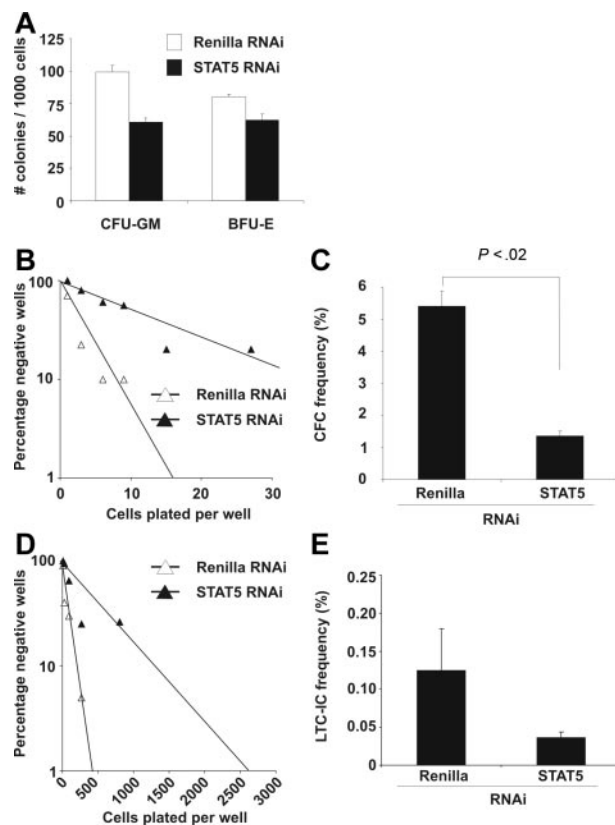 A
Renilla RNAi
STAT5 RNAi
# colonies / 1000 cells
125
100
75
50
25
0
CFU-GM
BFU-E
B
Percentage negative wells
100
10
1
Renilla RNAi
STAT5 RNAi
0
10
20
30
Cells plated per well
C
P < .02
CFC frequency (%)
6
5
4
3
2
1
0
Renilla
STAT5
RNAi
D
Percentage negative wells
100
10
1
Renilla RNAi
STAT5 RNAi
0
500
1000
1500
2000
2500
3000
Cells plated per well
E
LTC-IC frequency (%)
0.20
0.15
0.10
0.05
0
Renilla
STAT5
RNAi